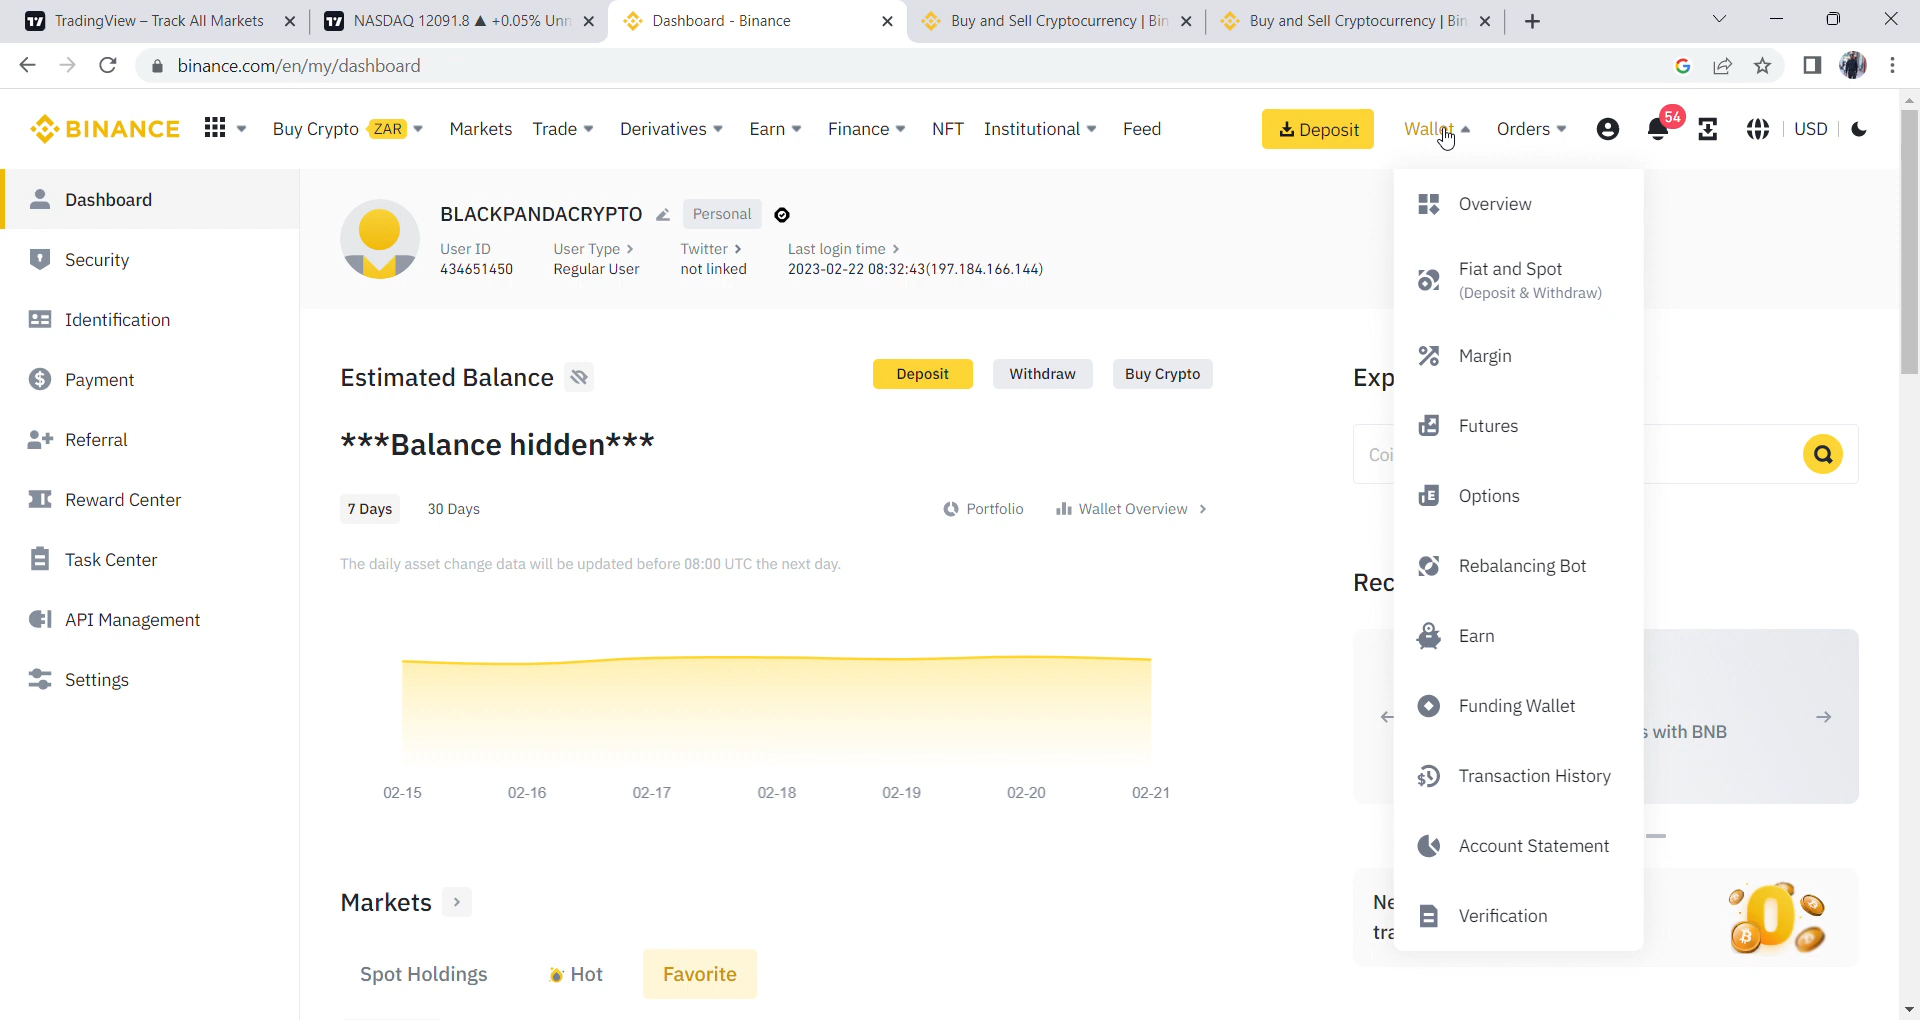 TradingView – Track All Markets
NASDAQ 12091.8 ▲ +0.05% Unn
Dashboard - Binance
Buy and Sell Cryptocurrency | Bin
Buy and Sell Cryptocurrency | Bin
binance.com/en/my/dashboard
BINANCE
Buy Crypto ZAR
Markets
Trade
Derivatives
Earn
Finance
NFT
Institutional
Feed
Deposit
Wallet
Orders
54
USD
Dashboard
Security
Identification
Payment
Referral
Reward Center
Task Center
API Management
Settings
BLACKPANDACRYPTO
Personal
User ID
434651450
User Type >
Regular User
Twitter >
not linked
Last login time >
2023-02-22 08:32:43(197.184.166.144)
Estimated Balance
Deposit
Withdraw
Buy Crypto
***Balance hidden***
7 Days
30 Days
Portfolio
Wallet Overview >
The daily asset change data will be updated before 08:00 UTC the next day.
02-15
02-16
02-17
02-18
02-19
02-20
02-21
Markets >
Spot Holdings
Hot
Favorite
Overview
Fiat and Spot
(Deposit & Withdraw)
Margin
Futures
Options
Rebalancing Bot
Earn
Funding Wallet
Transaction History
Account Statement
Verification
Exp
Coi
Rec
s with BNB
Ne
tra